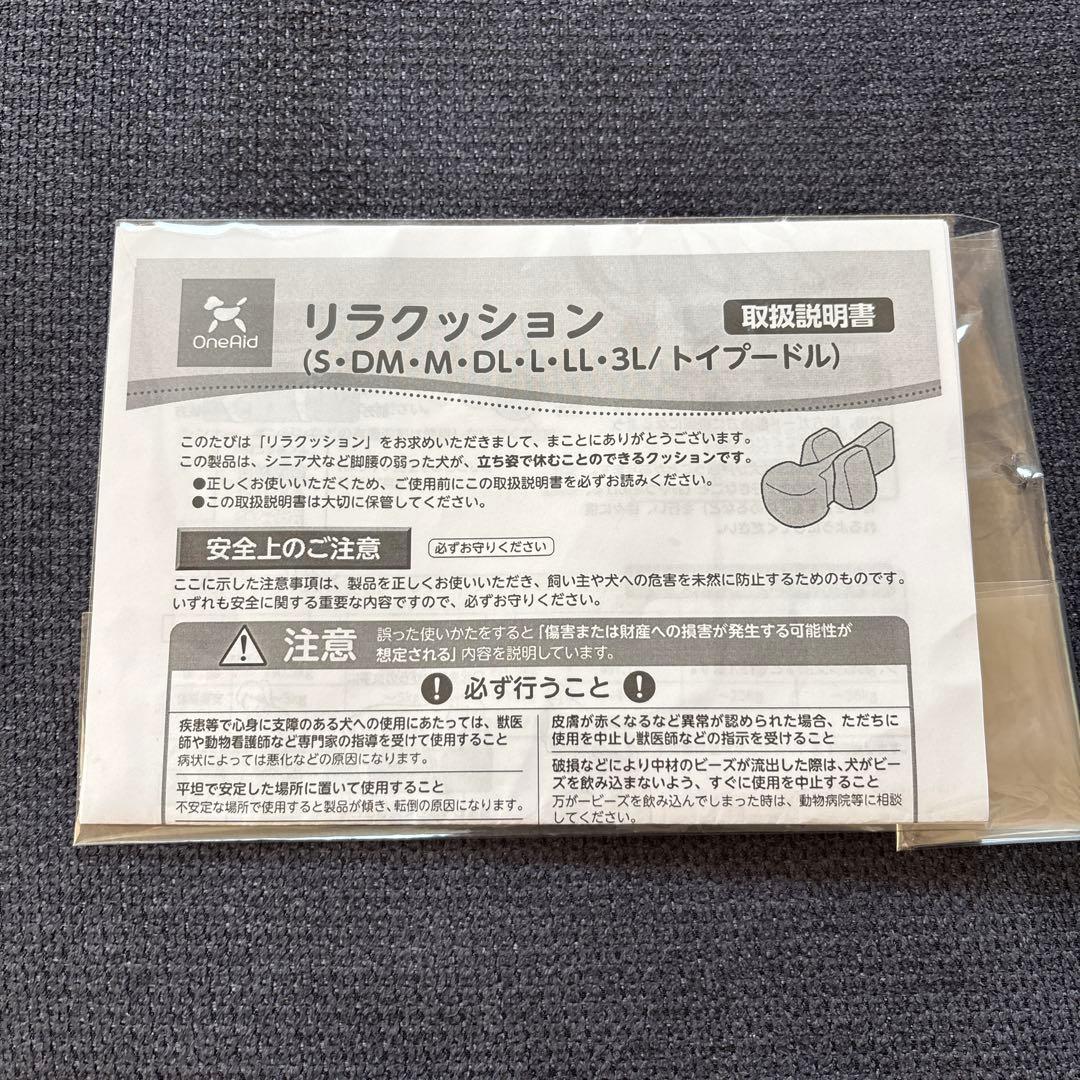 OneAid
リラクッション
取扱説明書
(S・DM・M・DL・L・LL・3L/トイプードル)
このたびは「リラクッション」をお求めいただきまして、まことにありがとうございます。
この製品は、シニア犬など脚腰の弱った犬が、立ち姿で休むことのできるクッションです。
●正しくお使いいただくため、ご使用前にこの取扱説明書を必ずお読みください。
●この取扱説明書は大切に保管してください。
安全上のご注意
必ずお守りください
ここに示した注意事項は、製品を正しくお使いいただき、飼い主や犬への危害を未然に防止するためのものです。
いずれも安全に関する重要な内容ですので、必ずお守りください。
注意
誤った使いかたをすると「傷害または財産への損害が発生する可能性が
想定される」内容を説明しています。
必ず行うこと
疾患等で心身に支障のある犬への使用にあたっては、獣医
師や動物看護師など専門家の指導を受けて使用すること
病状によっては悪化などの原因になります。
平坦で安定した場所に置いて使用すること
不安定な場所で使用すると製品が傾き、転倒の原因になります。
皮膚が赤くなるなど異常が認められた場合、ただちに
使用を中止し獣医師などの指示を受けること
破損などにより中材のビーズが流出した際は、犬がビー
ズを飲み込まないよう、すぐに使用を中止すること
万が一ビーズを飲み込んでしまった時は、動物病院等に相談
してください。